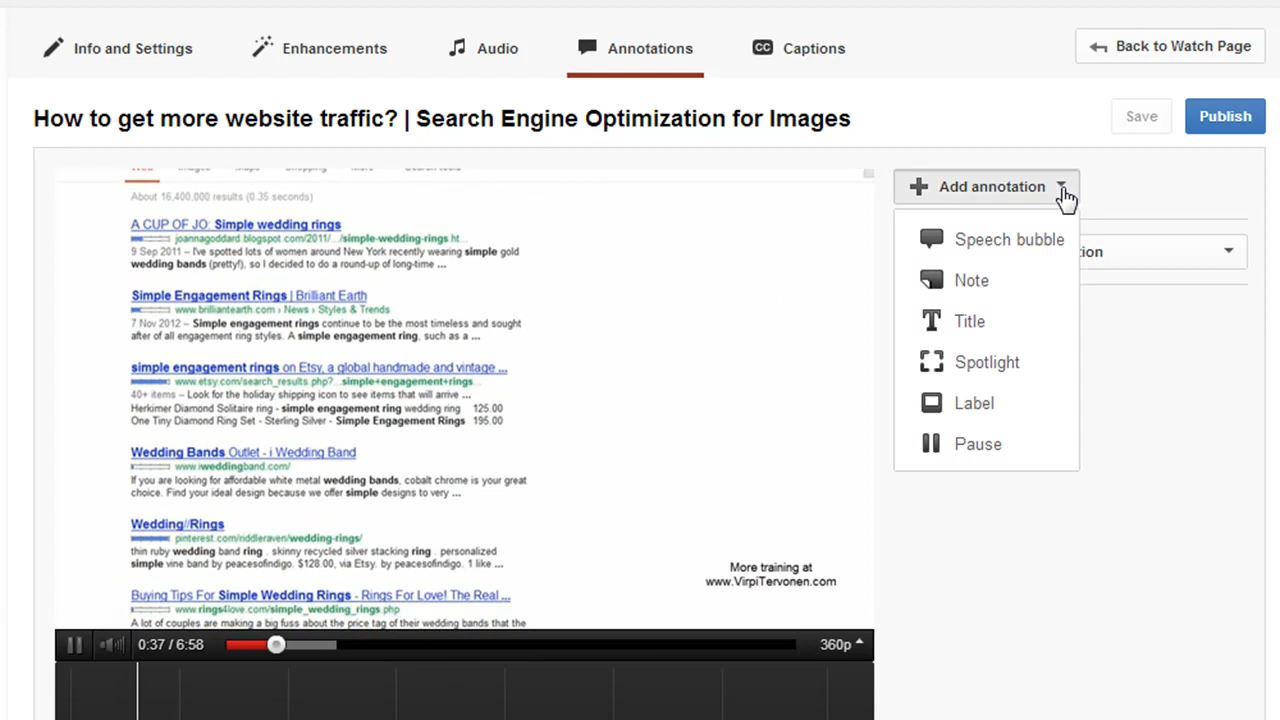 Info and Settings
Enhancements
Audio
Annotations
CC Captions
Back to Watch Page
How to get more website traffic? | Search Engine Optimization for Images
Save
Publish
About 16,400,000 results (0.35 seconds)
A CUP OF JO: Simple wedding rings
joannagoddard.blogspot.com/2011/.../simple-wedding-rings.ht...
9 Sep 2011 – I've spotted lots of women around New York recently wearing simple gold
wedding bands (pretty!), so I decided to do a round-up of long-time ...
Simple Engagement Rings | Brilliant Earth
www.brilliantearth.com › News › Styles & Trends
7 Nov 2012 – Simple engagement rings continue to be the most timeless and sought
after of all engagement ring styles. A simple engagement ring, such as a ...
simple engagement rings on Etsy, a global handmade and vintage ...
www.etsy.com/search_results.php?...simple+engagement+rings...
40+ items – Look for the holiday shipping icon to see items that will arrive ...
Herkimer Diamond Solitaire ring - simple engagement ring wedding ring 125.00
One Tiny Diamond Ring Set - Sterling Silver - Simple Engagement Rings 195.00
Wedding Bands Outlet - i Wedding Band
www.iweddingband.com/
If you are looking for affordable white metal wedding bands, cobalt chrome is your great
choice. Find your ideal design because we offer simple designs to very ...
Wedding//Rings
pinterest.com/riddleraven/wedding-rings/
thin ruby wedding band ring . skinny recycled silver stacking ring . personalized
simple vine band by peacesofindigo. $128.00, via Etsy. by peacesofindigo. 1 like ...
Buying Tips For Simple Wedding Rings - Rings For Love! The Real ...
www.rings4love.com/simple_wedding_rings.php
A lot of couples are making a big fuss about the price tag of their wedding bands that the
More training at
www.VirpiTervonen.com
0:37 / 6:58
360p
Add annotation
Speech bubble
Note
Title
Spotlight
Label
Pause
tion